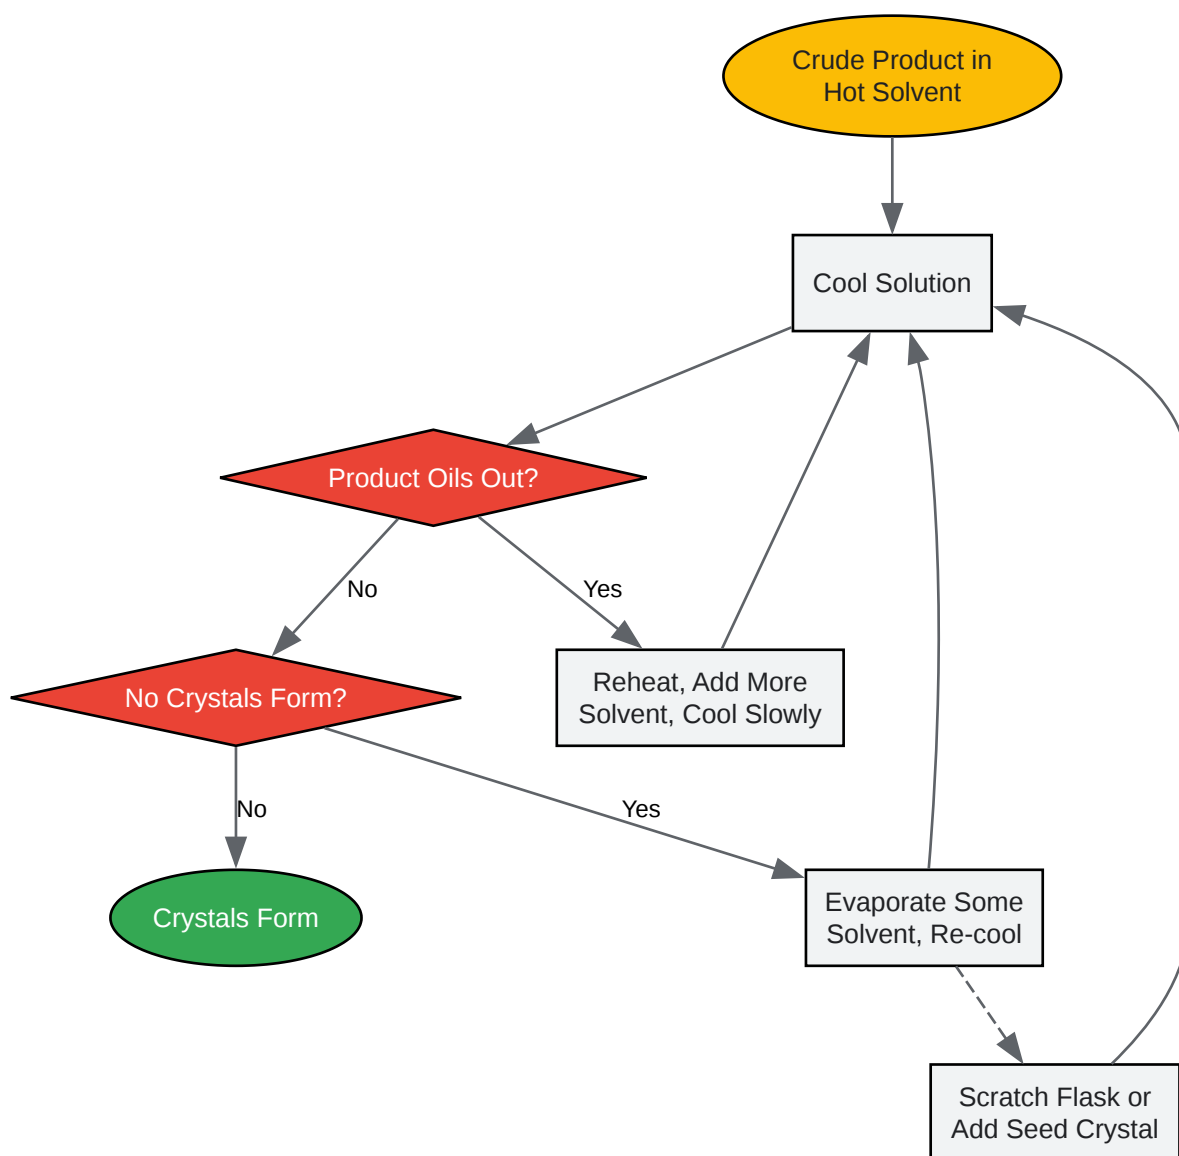 Crude Product in
Hot Solvent
Cool Solution
Product Oils Out?
No
Yes
No Crystals Form?
Reheat, Add More
Solvent, Cool Slowly
No
Yes
Crystals Form
Evaporate Some
Solvent, Re-cool
Scratch Flask or
Add Seed Crystal